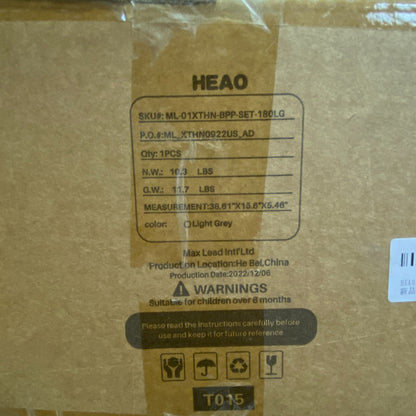 HEAO
SKU#: ML-01XTHN-BPP-SET-180LG
P.O.#: ML_XTHN0922US_AD
Qty: 1PCS
N.W.: 10.3 LBS
G.W.: 11.7 LBS
MEASUREMENT:38.61"X15.6"X5.46"
color: Light Grey
Max Lead Intl'Ltd
Production Location:He Bei,China
Production Date:2022/12/06
WARNINGS
Suitable for children over 6 months
Please read the instructions carefully before
use and keep it for future reference
T015